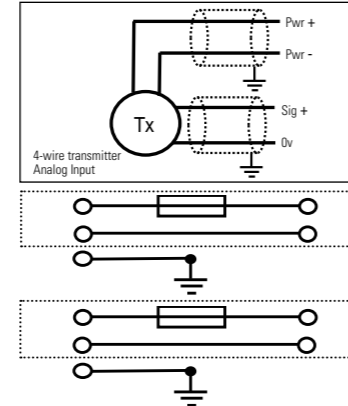 Pwr +
Pwr -
Tx
Sig +
0v
4-wire transmitter
Analog Input